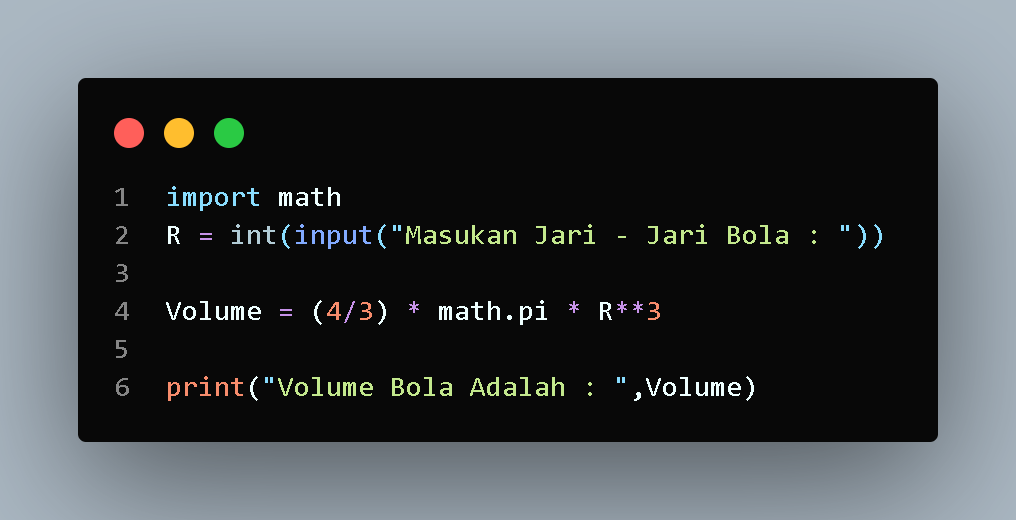 1 import math
2 R = int(input("Masukan Jari - Jari Bola : "))
3
4 Volume = (4/3) * math.pi * R**3
5
6 print("Volume Bola Adalah : ",Volume)